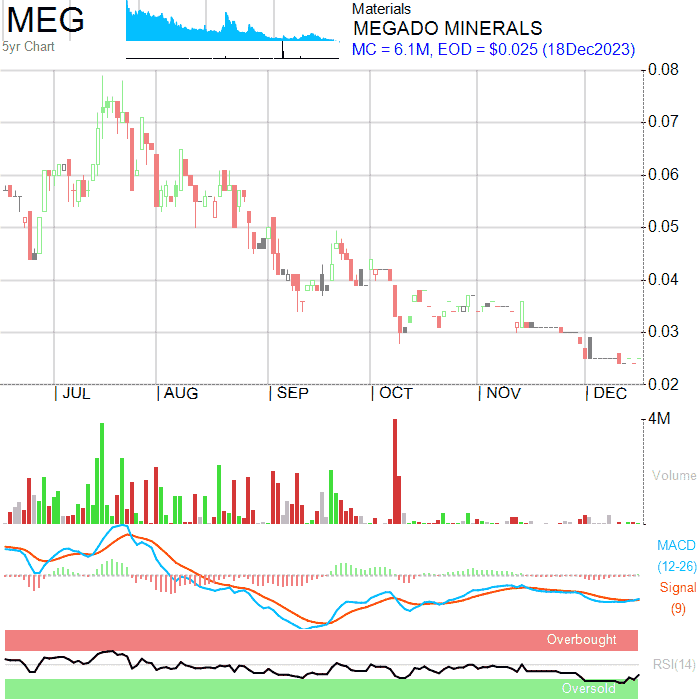 MEG
5yr Chart
Materials
MEGADO MINERALS
MC = 6.1M, EOD = $0.025 (18Dec2023)
0.08
0.07
0.06
0.05
0.04
0.03
0.02
JUL
AUG
SEP
OCT
NOV
DEC
4M
Volume
MACD
(12-26)
Signal
(9)
Overbought
RSI(14)
Oversold